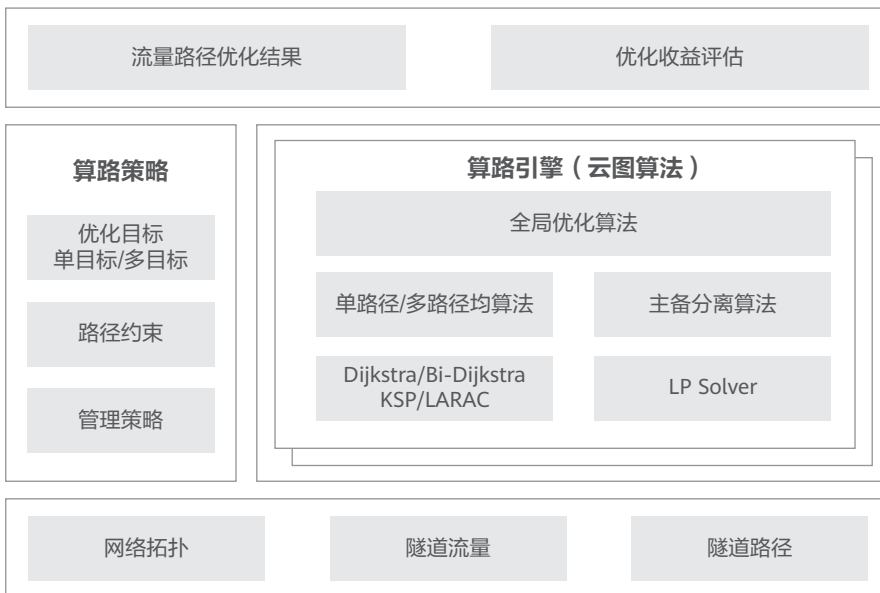 流量路径优化结果
优化收益评估
算路策略
优化目标
单目标/多目标
路径约束
管理策略
算路引擎（云图算法）
全局优化算法
单路径/多路径均算法
主备分离算法
Dijkstra/Bi-Dijkstra
KSP/LARAC
LP Solver
网络拓扑
隧道流量
隧道路径